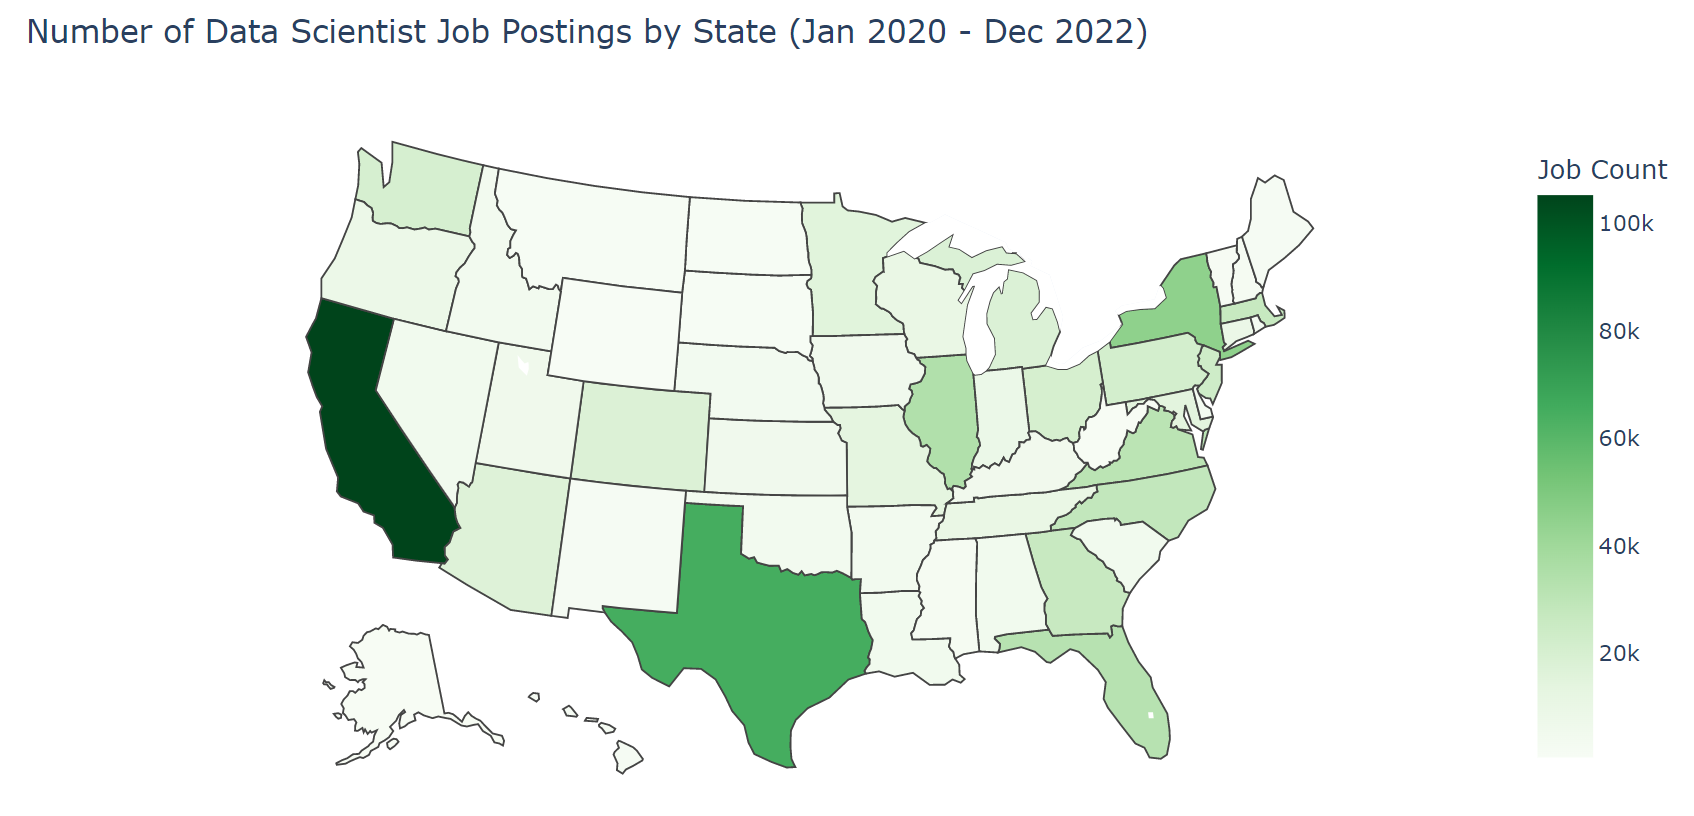 Number of Data Scientist Job Postings by State (Jan 2020 - Dec 2022)
Job Count
100k
80k
60k
40k
20k